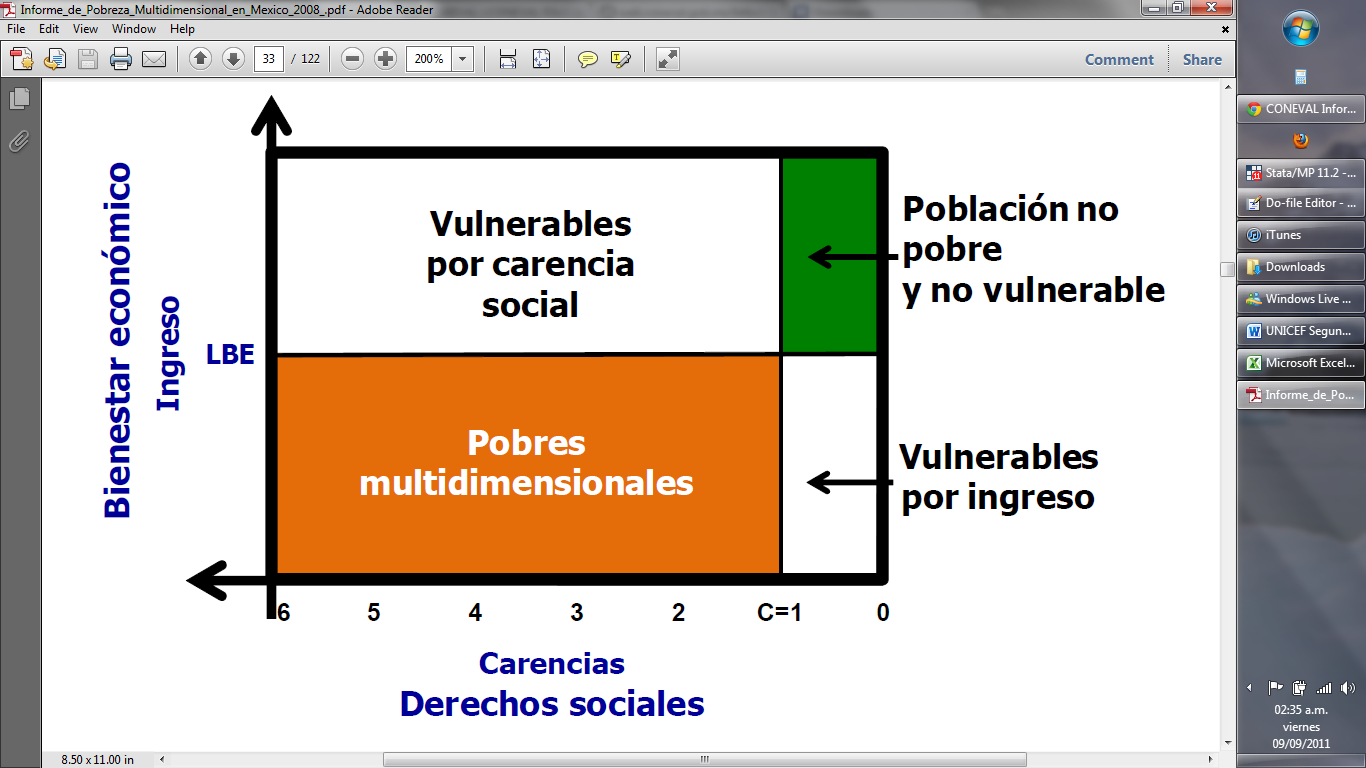 Informe_de_Pobreza_Multidimensional_en_Mexico_2008_.pdf - Adobe Reader
File Edit View Window Help
33 / 122
200%
Comment
Share
Bienestar económico
Ingreso
LBE
Vulnerables
por carencia
social
Población no
pobre
y no vulnerable
Pobres
multidimensionales
Vulnerables
por ingreso
6 5 4 3 2 C=1 0
Carencias
Derechos sociales
8.50 x 11.00 in
CONEVAL Infor...
Stata/MP 11.2 -...
Do-file Editor - ...
iTunes
Downloads
Windows Live ...
UNICEF Segun...
Microsoft Excel...
Informe_de_Po...
02:35 a.m.
viernes
09/09/2011